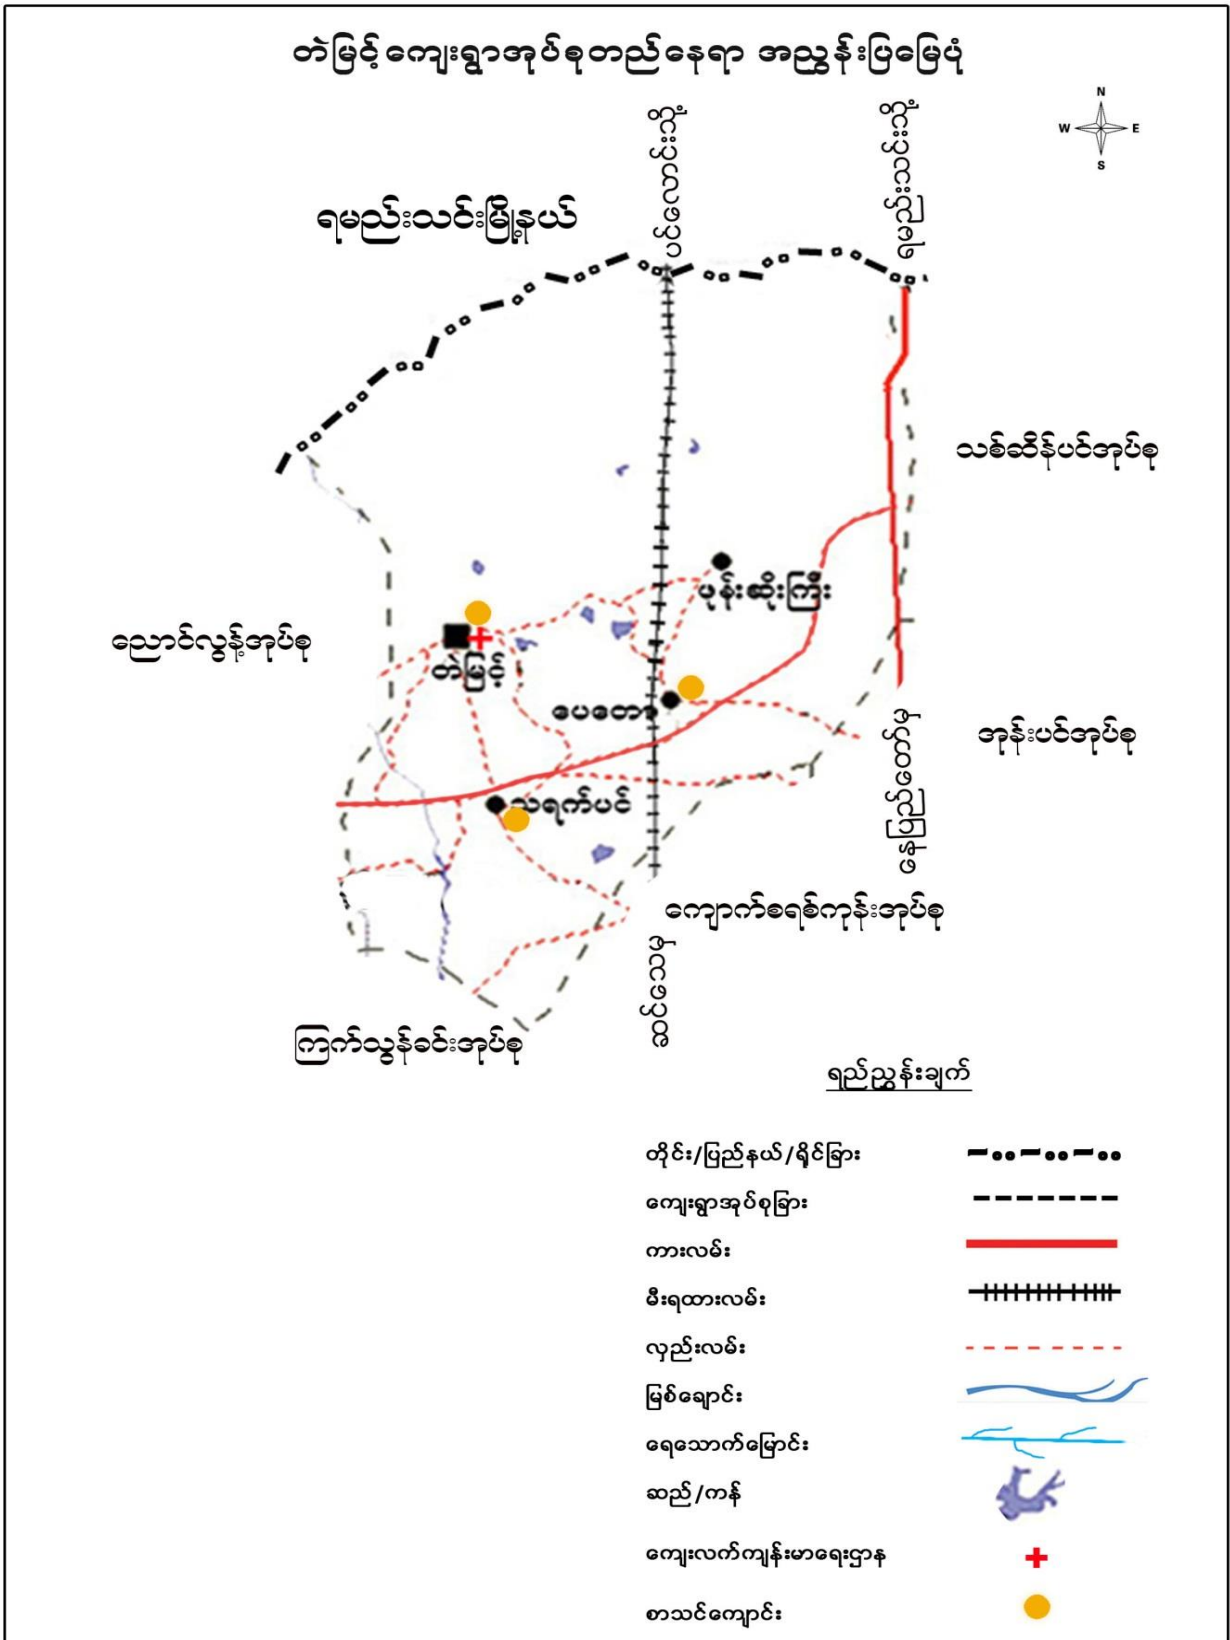 တဲမြင့်ကျေးရွာအုပ်စုတည်နေရာ အညွှန်းပြမြေပုံ
N
W
E
S
ပင်လောင်းသို့
ရမည်းသင်းမြို့နယ်
သစ်ဆိန်ပင်အုပ်စု
ဖုန်းဆိုးကြီး
ညောင်လွန့်အုပ်စု
တဲမြင့်
ပေတော
အုန်းပင်အုပ်စု
နေပြည်တော်မှ
သရက်ပင်
ကျောက်စရစ်ကုန်းအုပ်စု
ဆင်သေမှ
ကြက်သွန်ခင်းအုပ်စု
ရည်ညွှန်းချက်
တိုင်း/ပြည်နယ်/ရိုင်ခြား
ကျေးရွာအုပ်စုခြား
ကားလမ်း
မီးရထားလမ်း
လှည်းလမ်း
မြစ်ချောင်း
ရေသောက်မြောင်း
ဆည်/ကန်
ကျေးလက်ကျန်းမာရေးဌာန
စာသင်ကျောင်း